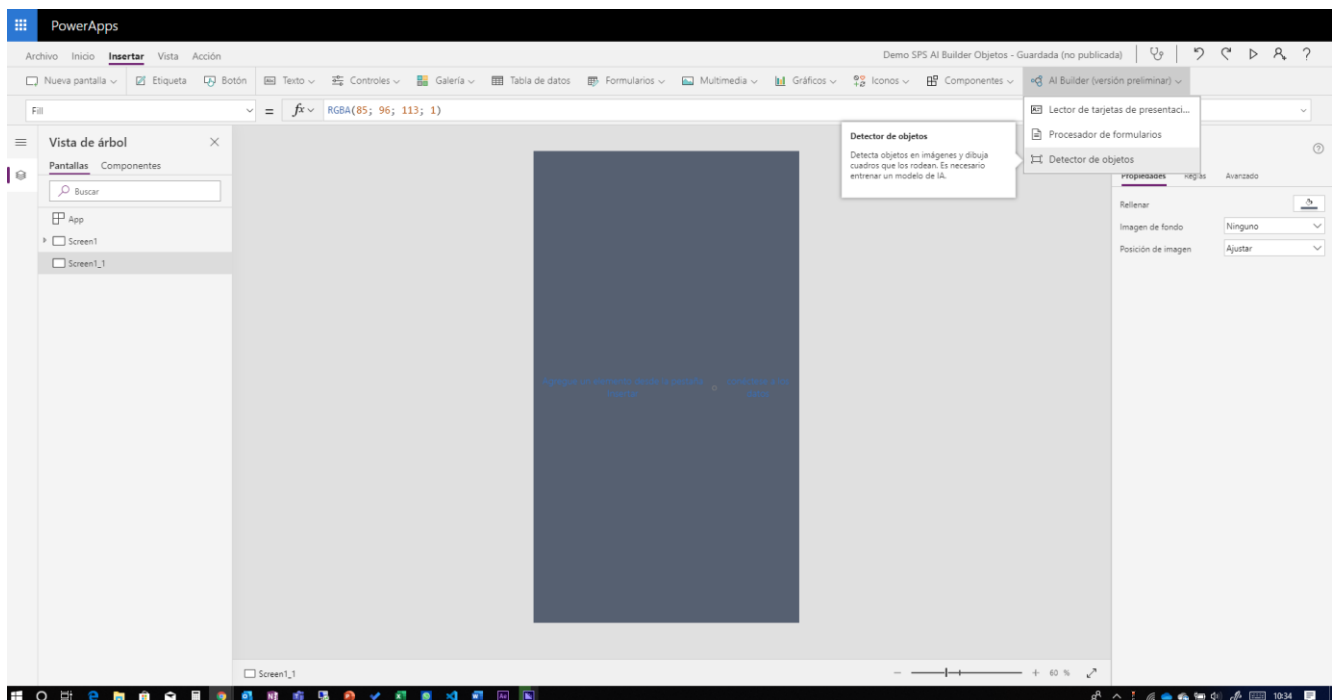 PowerApps
Archivo Inicio Insertar Vista Acción
Demo SPS AI Builder Objetos - Guardada (no publicada)
Nueva pantalla Etiqueta Botón Texto Controles Galería Tabla de datos Formularios Multimedia Gráficos Iconos Componentes AI Builder (versión preliminar)
Fill = fx RGBA(85; 96; 113; 1)
Lector de tarjetas de presentaci...
Procesador de formularios
Detector de objetos
Detector de objetos
Detecta objetos en imágenes y dibuja
cuadros que los rodean. Es necesario
entrenar un modelo de IA.
Vista de árbol
Pantallas Componentes
Buscar
App
Screen1
Screen1_1
Propiedades Reglas Avanzado
Rellenar
Imagen de fondo Ninguno
Posición de imagen Ajustar
Screen1_1
60 %
10:34